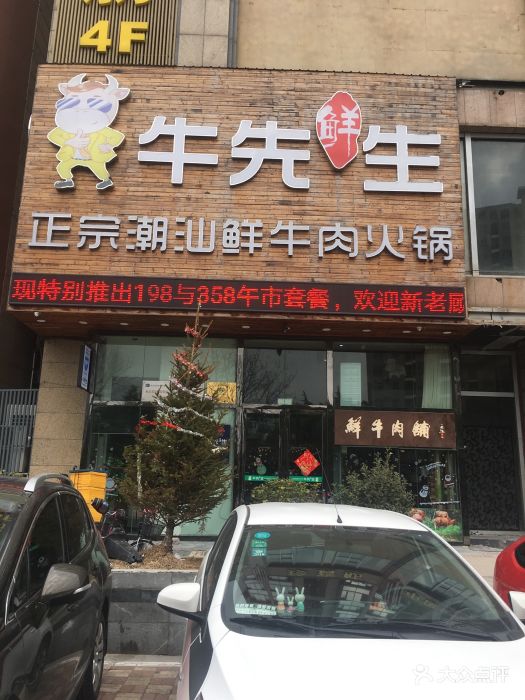 4F
牛先鲜生
正宗潮汕鲜牛肉火锅
现特别推出198与358午市套餐，欢迎新老顾
鲜牛肉铺
大众点评